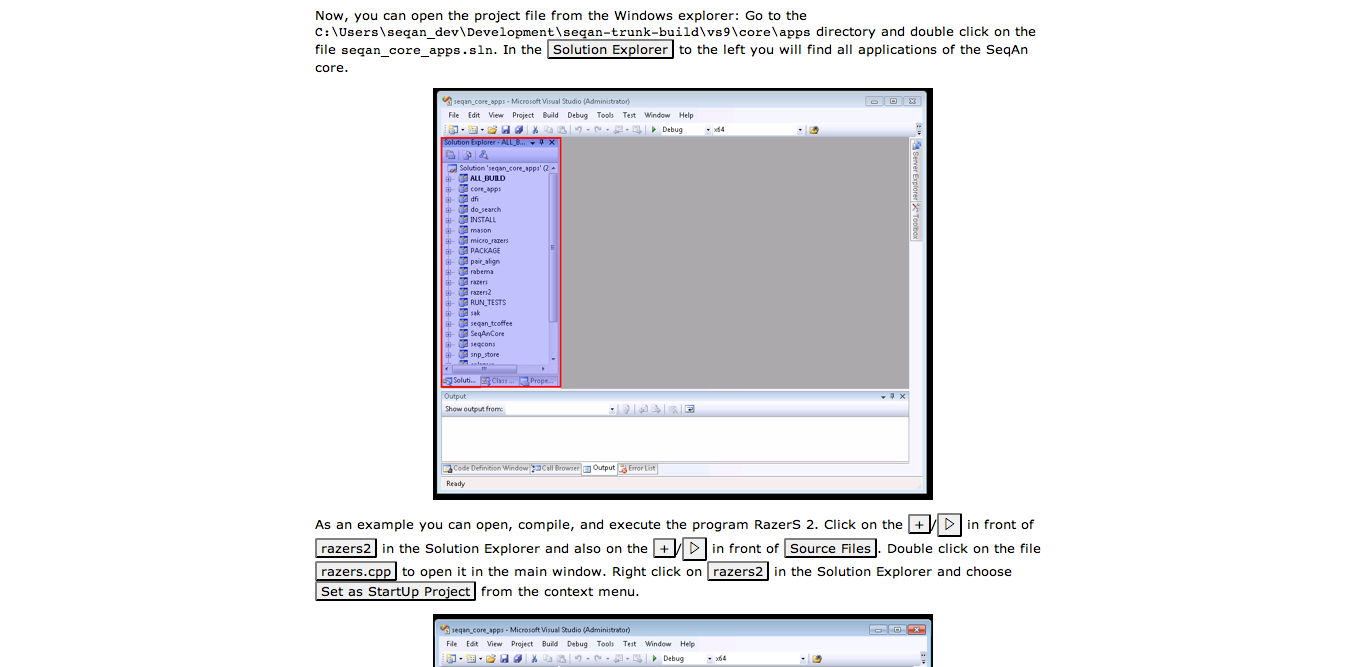 Now, you can open the project file from the Windows explorer: Go to the
C:\Users\seqan_dev\Development\seqan-trunk-build\vs9\core\apps directory and double click on the
file seqan_core_apps.sln. In the Solution Explorer to the left you will find all applications of the SeqAn
core.
seqan_core_apps - Microsoft Visual Studio (Administrator)
File Edit View Project Build Debug Tools Test Window Help
Debug x64
Solution Explorer - ALL_B...
Solution 'seqan_core_apps' (2
ALL_BUILD
core_apps
dfi
do_search
INSTALL
mason
micro_razers
PACKAGE
pair_align
rabema
razers
razers2
RUN_TESTS
sak
seqan_tcoffee
SeqAnCore
seqcons
snp_store
Soluti... Class ... Prope...
Server Explorer
Toolbox
Output
Show output from:
Code Definition Window Call Browser Output Error List
Ready
As an example you can open, compile, and execute the program RazerS 2. Click on the +/▷ in front of
razers2 in the Solution Explorer and also on the +/▷ in front of Source Files. Double click on the file
razers.cpp to open it in the main window. Right click on razers2 in the Solution Explorer and choose
Set as StartUp Project from the context menu.
seqan_core_apps - Microsoft Visual Studio (Administrator)
File Edit View Project Build Debug Tools Test Window Help
Debug x64